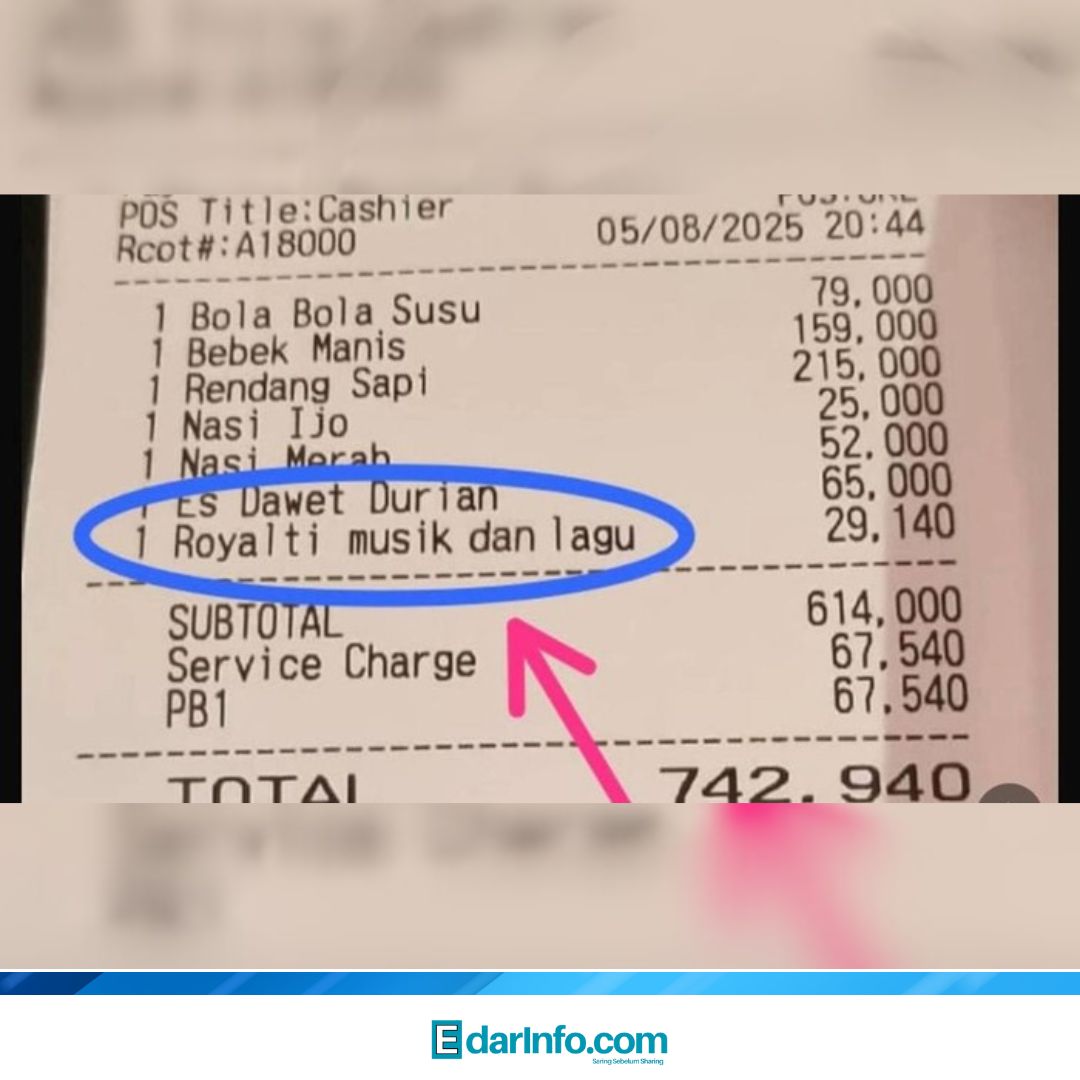 POS Title:Cashier
Rcot#:A18000 05/08/2025 20:44
1 Bola Bola Susu 79,000
1 Bebek Manis 159,000
1 Rendang Sapi 215,000
1 Nasi Ijo 25,000
1 Nasi Merah 52,000
1 Es Dawet Durian 65,000
1 Royalti musik dan lagu 29,140
SUBTOTAL 614,000
Service Charge 67,540
PB1 67,540
TOTAL 742,940
EdarInfo.com
Saring Sebelum Sharing